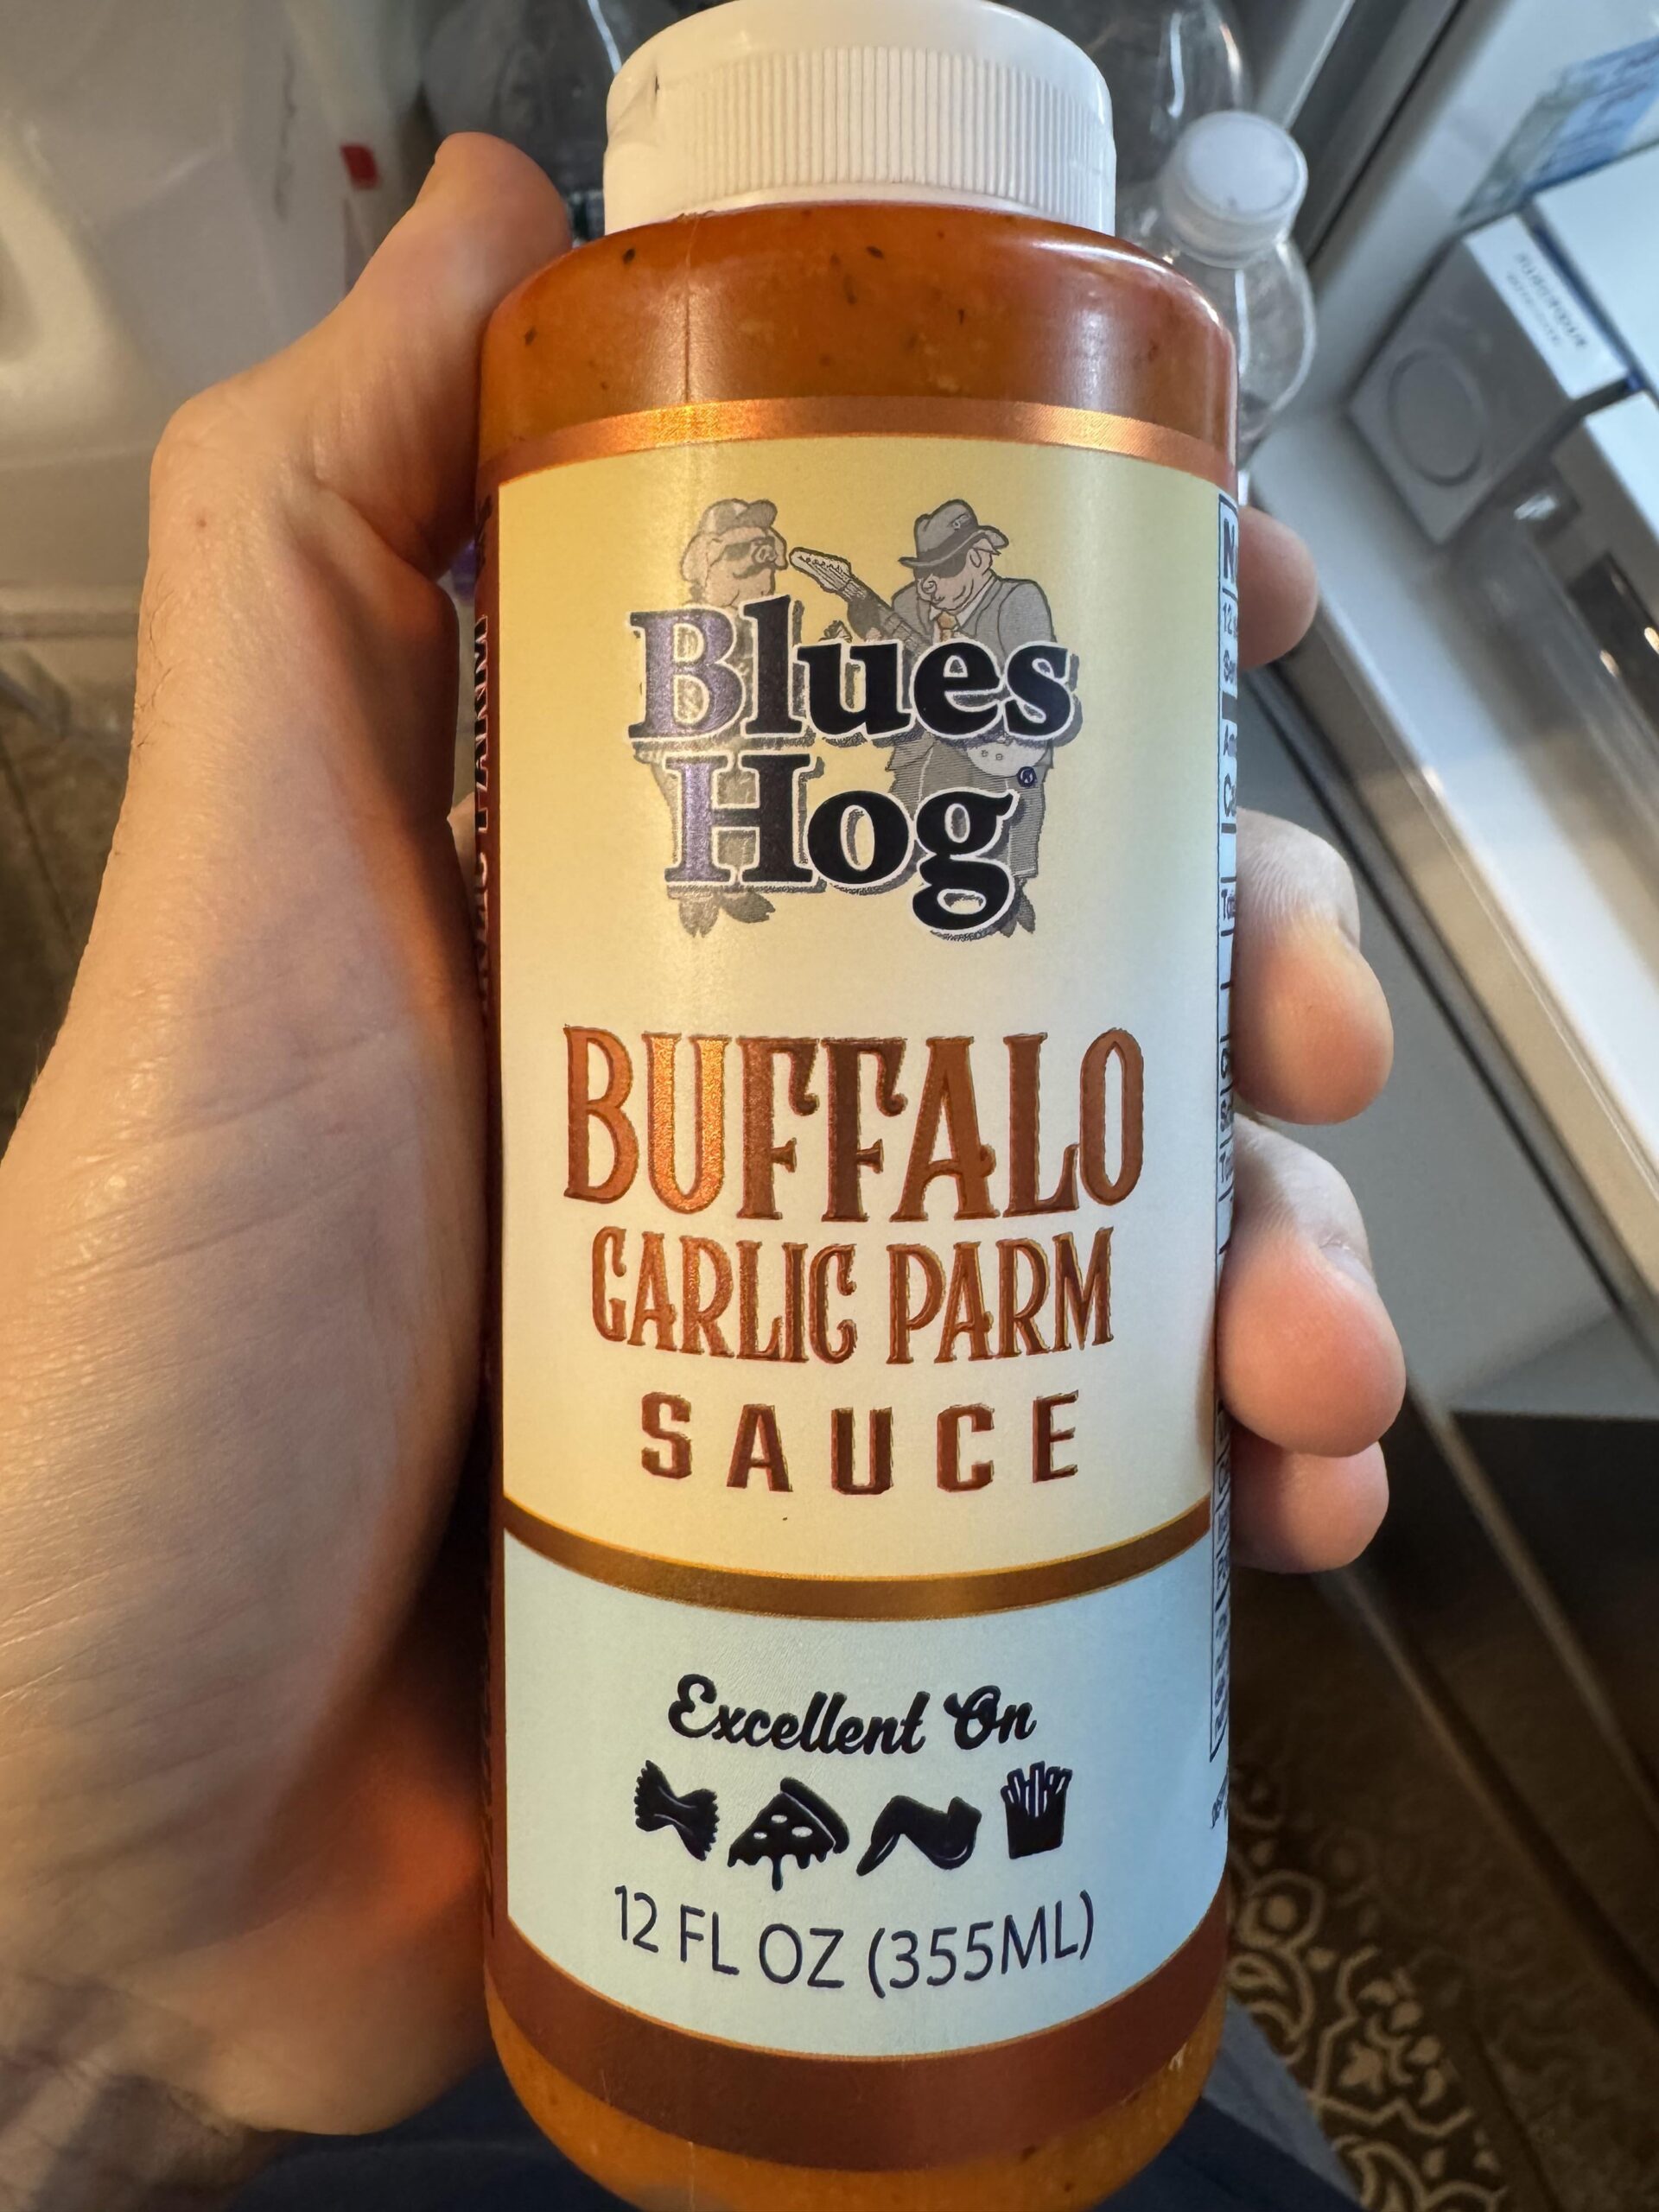 Blues
Hog®
BUFFALO
GARLIC PARM
SAUCE
Excellent On
12 FL OZ (355ML)